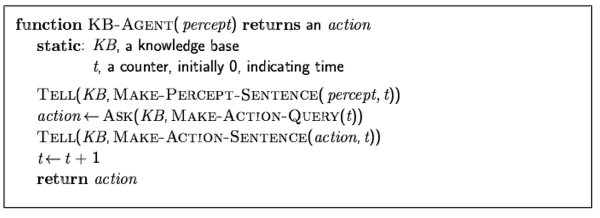 function KB-AGENT( percept) returns an action
static: KB, a knowledge base
t, a counter, initially 0, indicating time
TELL(KB, MAKE-PERCEPT-SENTENCE( percept, t))
action ← ASK(KB, MAKE-ACTION-QUERY(t))
TELL(KB, MAKE-ACTION-SENTENCE(action, t))
t ← t + 1
return action